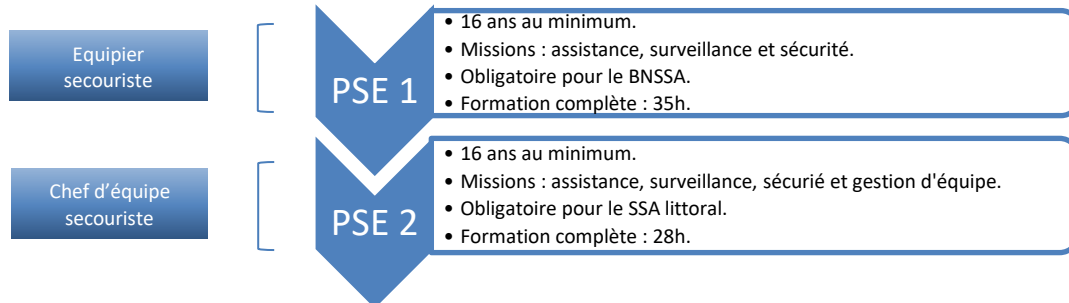 Equipier
secouriste
PSE 1
• 16 ans au minimum.
• Missions : assistance, surveillance et sécurité.
• Obligatoire pour le BNSSA.
• Formation complète : 35h.
Chef d'équipe
secouriste
PSE 2
• 16 ans au minimum.
• Missions : assistance, surveillance, sécurié et gestion d'équipe.
• Obligatoire pour le SSA littoral.
• Formation complète : 28h.